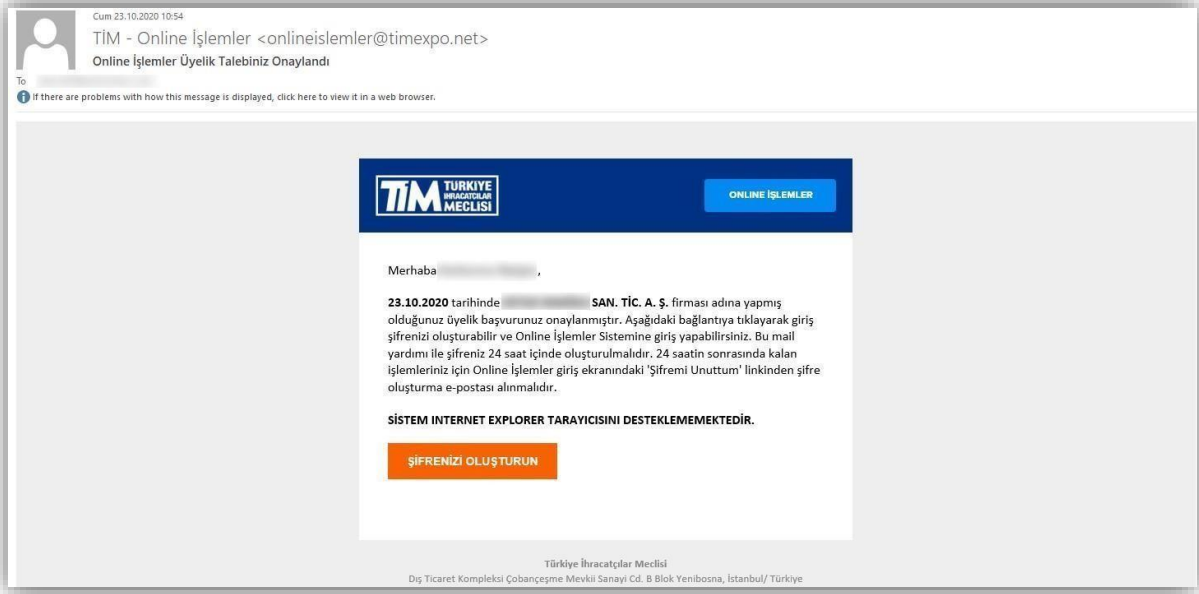 Cum 23.10.2020 10:54
TİM - Online İşlemler <onlineislemler@timexpo.net>
Online İşlemler Üyelik Talebiniz Onaylandı
To
If there are problems with how this message is displayed, click here to view it in a web browser.
TİM TURKIYE IHRACATCILAR MECLISI
ONLINE İŞLEMLER
Merhaba ,
23.10.2020 tarihinde SAN. TİC. A. Ş. firması adına yapmış
olduğunuz üyelik başvurunuz onaylanmıştır. Aşağıdaki bağlantıya tıklayarak giriş
şifrenizi oluşturabilir ve Online İşlemler Sistemine giriş yapabilirsiniz. Bu mail
yardımı ile şifreniz 24 saat içinde oluşturulmalıdır. 24 saatin sonrasında kalan
işlemleriniz için Online İşlemler giriş ekranındaki 'Şifremi Unuttum' linkinden şifre
oluşturma e-postası alınmalıdır.
SİSTEM INTERNET EXPLORER TARAYICISINI DESTEKLEMEMEKTEDİR.
ŞİFRENİZİ OLUŞTURUN
Türkiye İhracatçılar Meclisi
Dış Ticaret Kompleksi Çobançeşme Mevkii Sanayi Cd. B Blok Yenibosna, İstanbul/ Türkiye